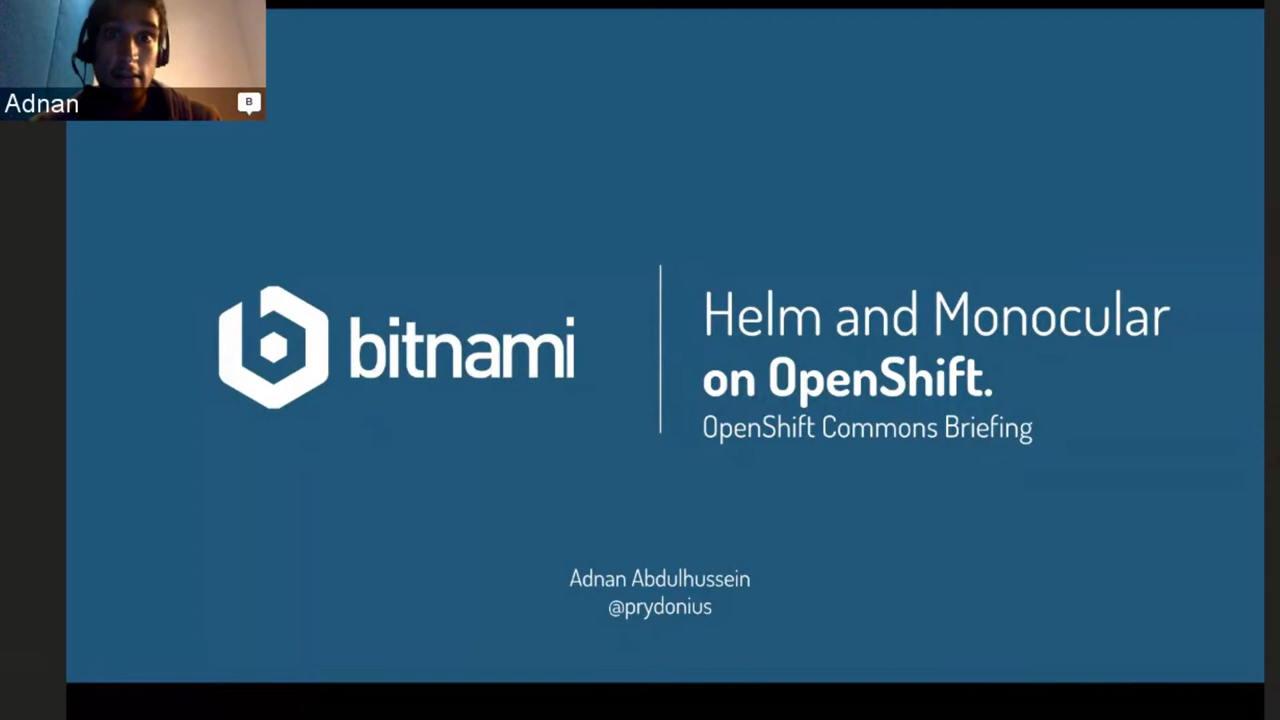 Adnan
B
bitnami
Helm and Monocular
on OpenShift.
OpenShift Commons Briefing
Adnan Abdulhussein
@prydonius